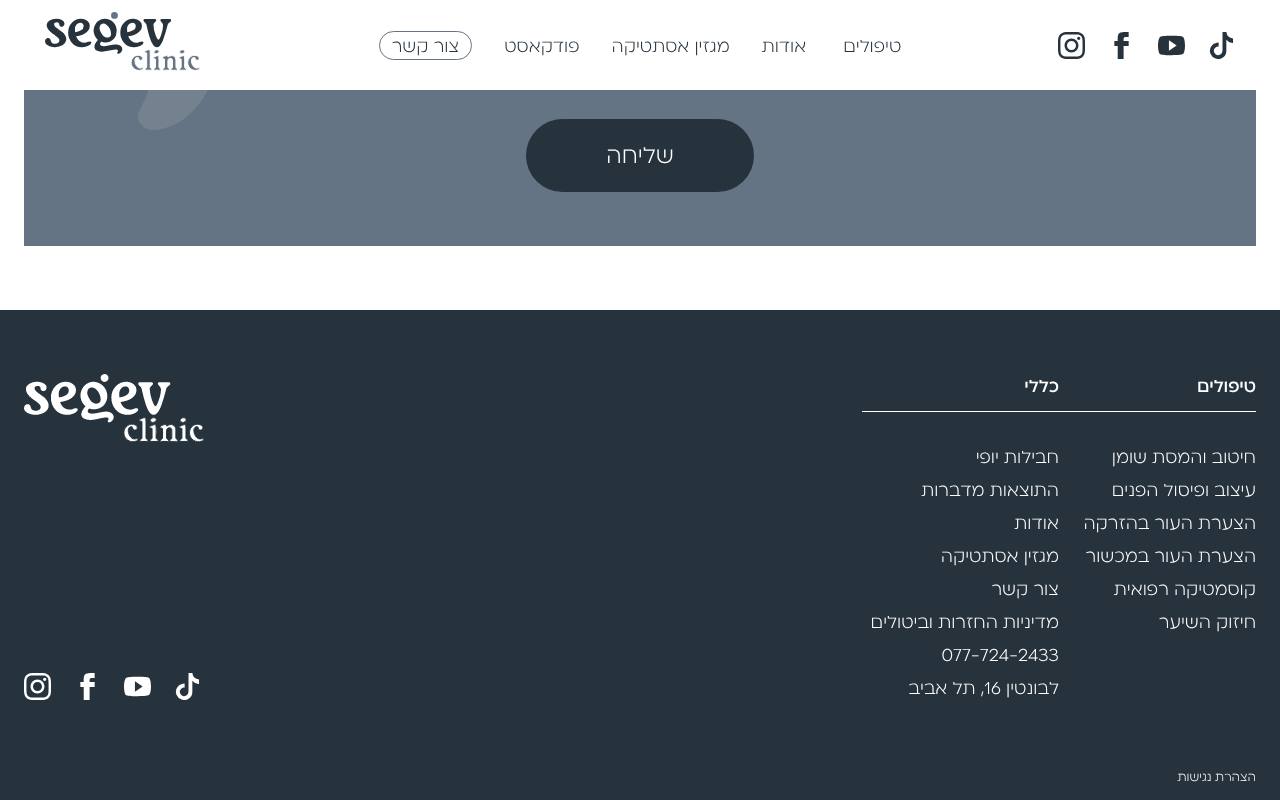 segev
clinic
טיפולים
אודות
מגזין אסתטיקה
פודקאסט
צור קשר
שליחה
טיפולים
חיטוב והמסת שומן
עיצוב ופיסול הפנים
הצערת העור בהזרקה
הצערת העור במכשור
קוסמטיקה רפואית
חיזוק השיער
כללי
חבילות יופי
התוצאות מדברות
אודות
מגזין אסתטיקה
צור קשר
מדיניות החזרות וביטולים
077-724-2433
לבונטין 16, תל אביב
segev
clinic
הצהרת נגישות